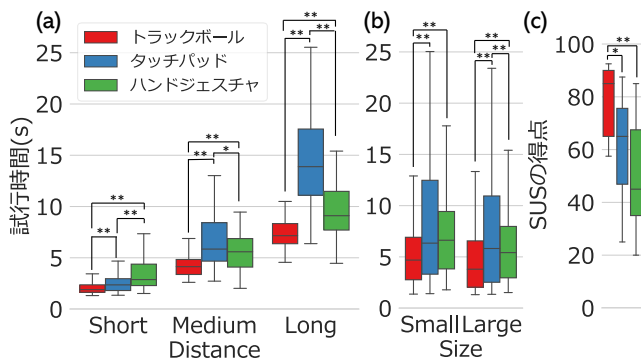 (a)
トラックボール
タッチパッド
ハンドジェスチャ
試行時間(s)
25
20
15
10
5
0
** ** **
** ** *
** ** **
Short Medium Long
Distance
(b)
25
20
15
10
5
0
** **
** ** **
Small Large
Size
(c)
SUSの得点
100
80
60
40
20
0
**
*